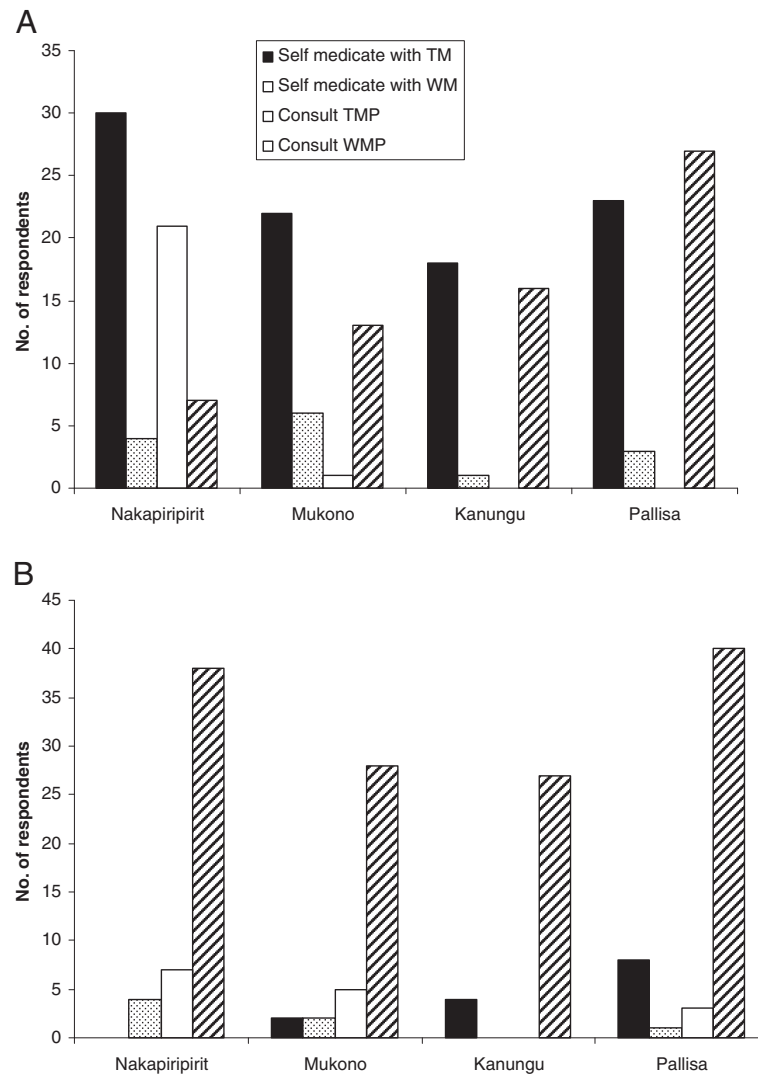 A
35
30
25
20
15
10
5
0
No. of respondents
Self medicate with TM
Self medicate with WM
Consult TMP
Consult WMP
Nakapiripirit Mukono Kanungu Pallisa
B
45
40
35
30
25
20
15
10
5
0
No. of respondents
Nakapiripirit Mukono Kanungu Pallisa